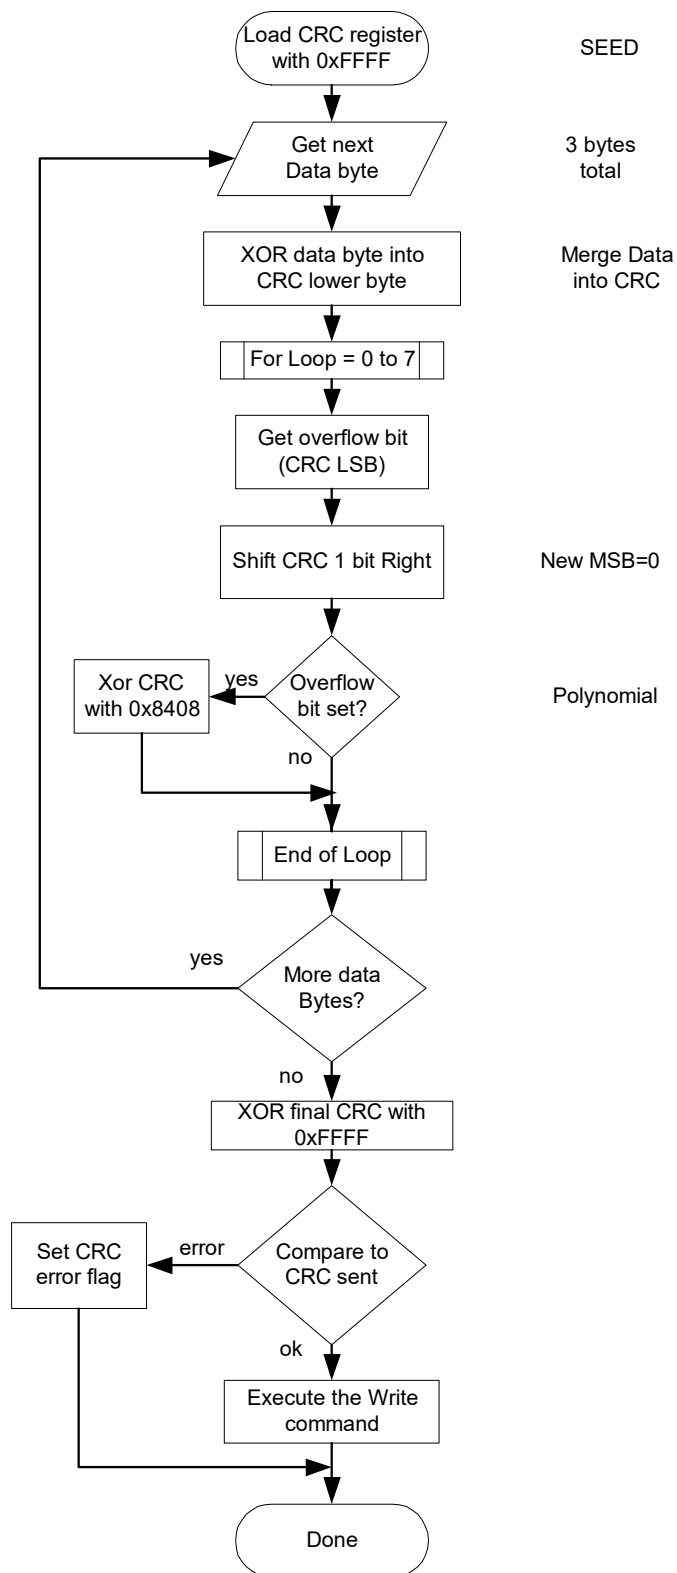 Load CRC register
with 0xFFFF
SEED
Get next
Data byte
3 bytes
total
XOR data byte into
CRC lower byte
Merge Data
into CRC
For Loop = 0 to 7
Get overflow bit
(CRC LSB)
Shift CRC 1 bit Right
New MSB=0
Xor CRC
with 0x8408
yes
Overflow
bit set?
Polynomial
no
End of Loop
yes
More data
Bytes?
no
XOR final CRC with
0xFFFF
Set CRC
error flag
error
Compare to
CRC sent
ok
Execute the Write
command
Done